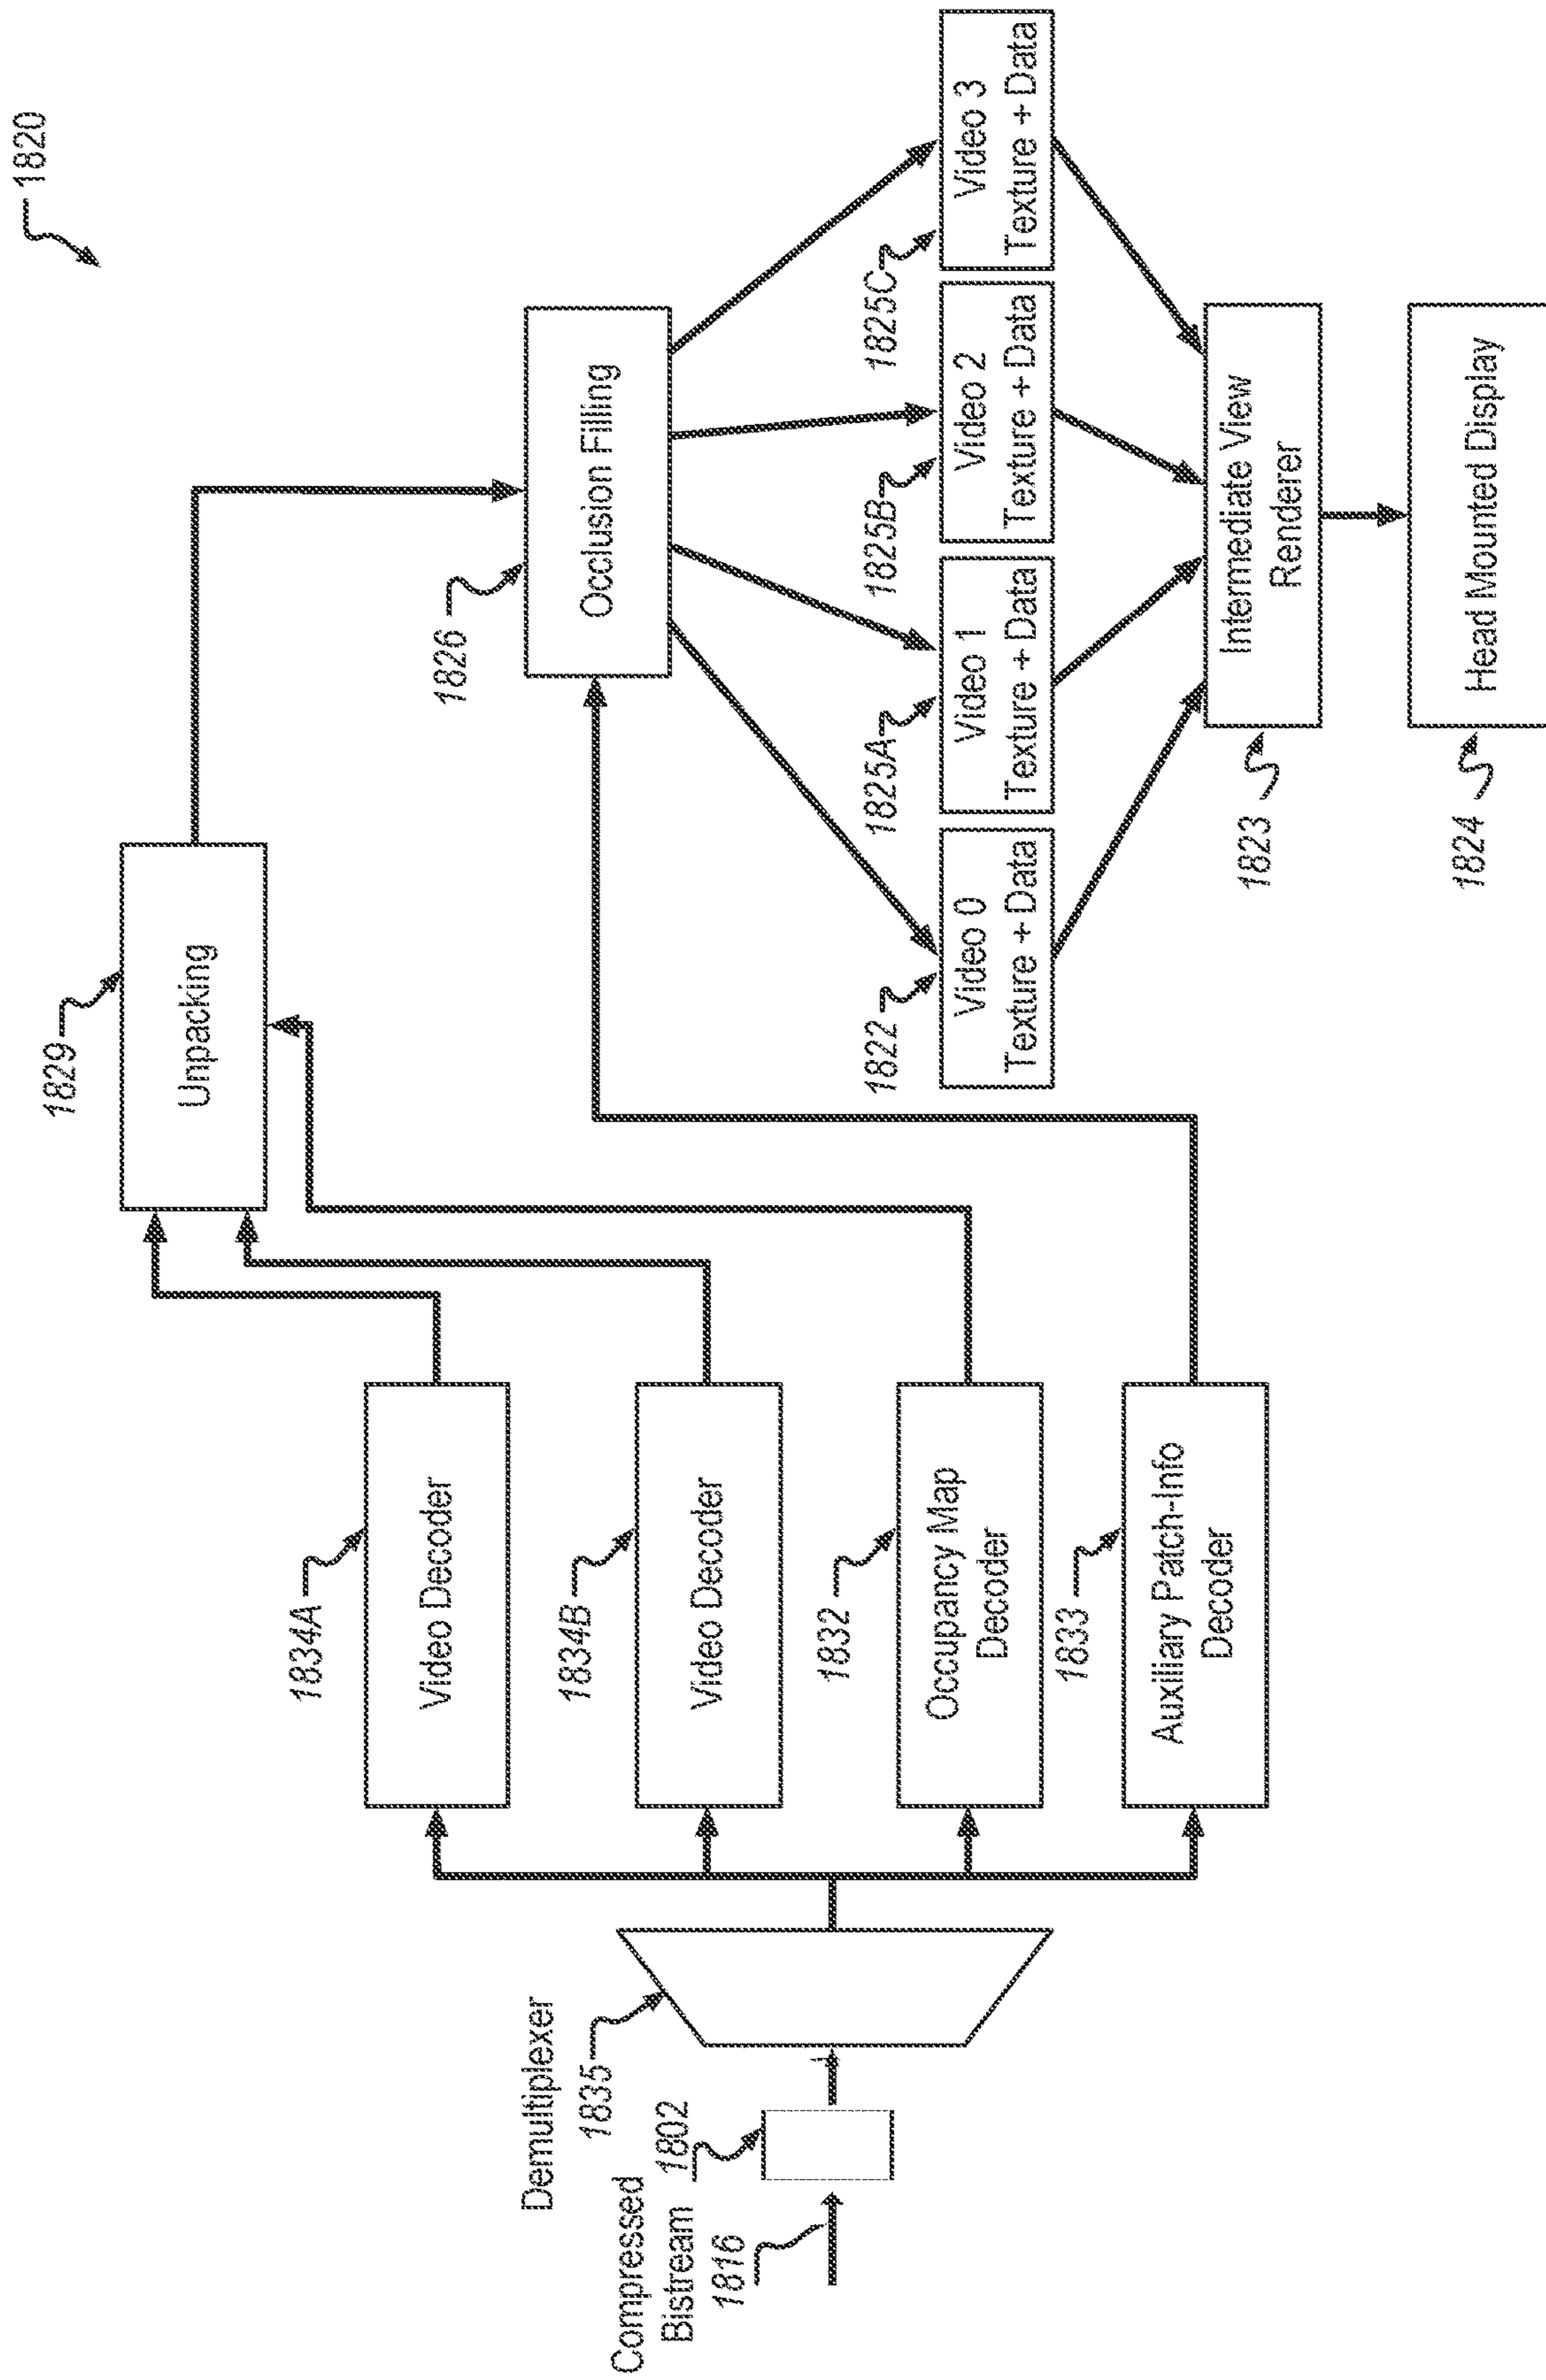 1820
1829
Unpacking
1834A
Video Decoder
1834B
Video Decoder
1832
Occupancy Map
Decoder
1833
Auxiliary Patch-Info
Decoder
Demultiplexer
1835
Compressed
Bistream
1802
1816
1826
Occlusion Filling
1822
Video 0
Texture + Data
1825A
Video 1
Texture + Data
1825B
Video 2
Texture + Data
1825C
Video 3
Texture + Data
1823
Intermediate View
Renderer
1824
Head Mounted Display